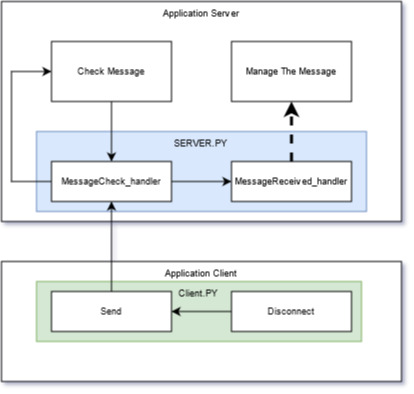 Application Server
Check Message
Manage The Message
SERVER.PY
MessageCheck_handler
MessageReceived_handler
Application Client
Client.PY
Send
Disconnect